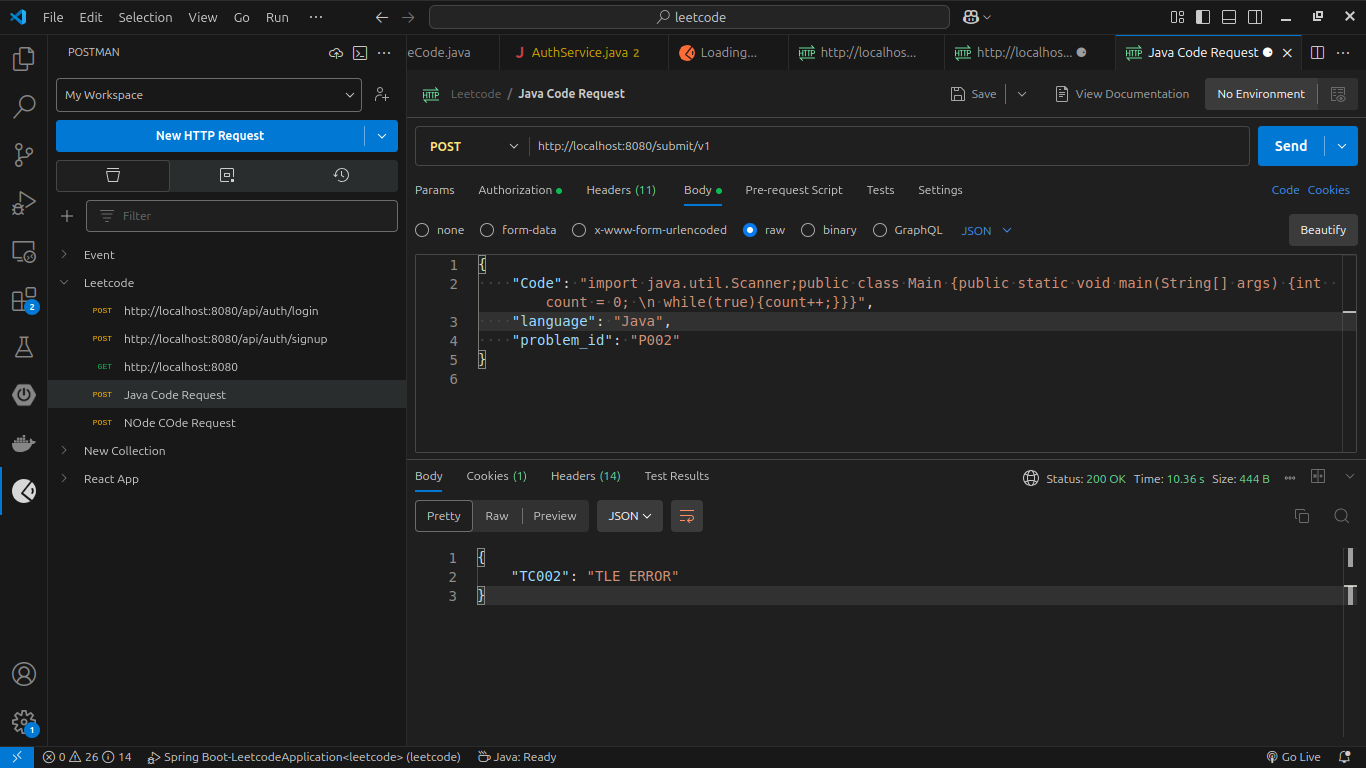 File Edit Selection View Go Run ··· leetcode
POSTMAN
eCode.java
J AuthService.java 2
Loading...
HTTP http://localhos...
HTTP http://localhos...
HTTP Java Code Request
My Workspace
HTTP Leetcode / Java Code Request
Save
View Documentation
No Environment
New HTTP Request
POST http://localhost:8080/submit/v1
Send
Params Authorization Headers (11) Body Pre-request Script Tests Settings Code Cookies
Filter
none form-data x-www-form-urlencoded raw binary GraphQL JSON Beautify
Event
Leetcode
POST http://localhost:8080/api/auth/login
POST http://localhost:8080/api/auth/signup
GET http://localhost:8080
POST Java Code Request
POST NOde COde Request
New Collection
React App
1 {
2 "Code": "import java.util.Scanner;public class Main {public static void main(String[] args) {int
count = 0; \n while(true){count++;}}}",
3 "language": "Java",
4 "problem_id": "P002"
5 }
6
Body Cookies (1) Headers (14) Test Results
Status: 200 OK Time: 10.36 s Size: 444 B
Pretty Raw Preview JSON
1 {
2 "TC002": "TLE ERROR"
3 }
2
1
0 26 14 Spring Boot-LeetcodeApplication<leetcode> (leetcode) Java: Ready Go Live